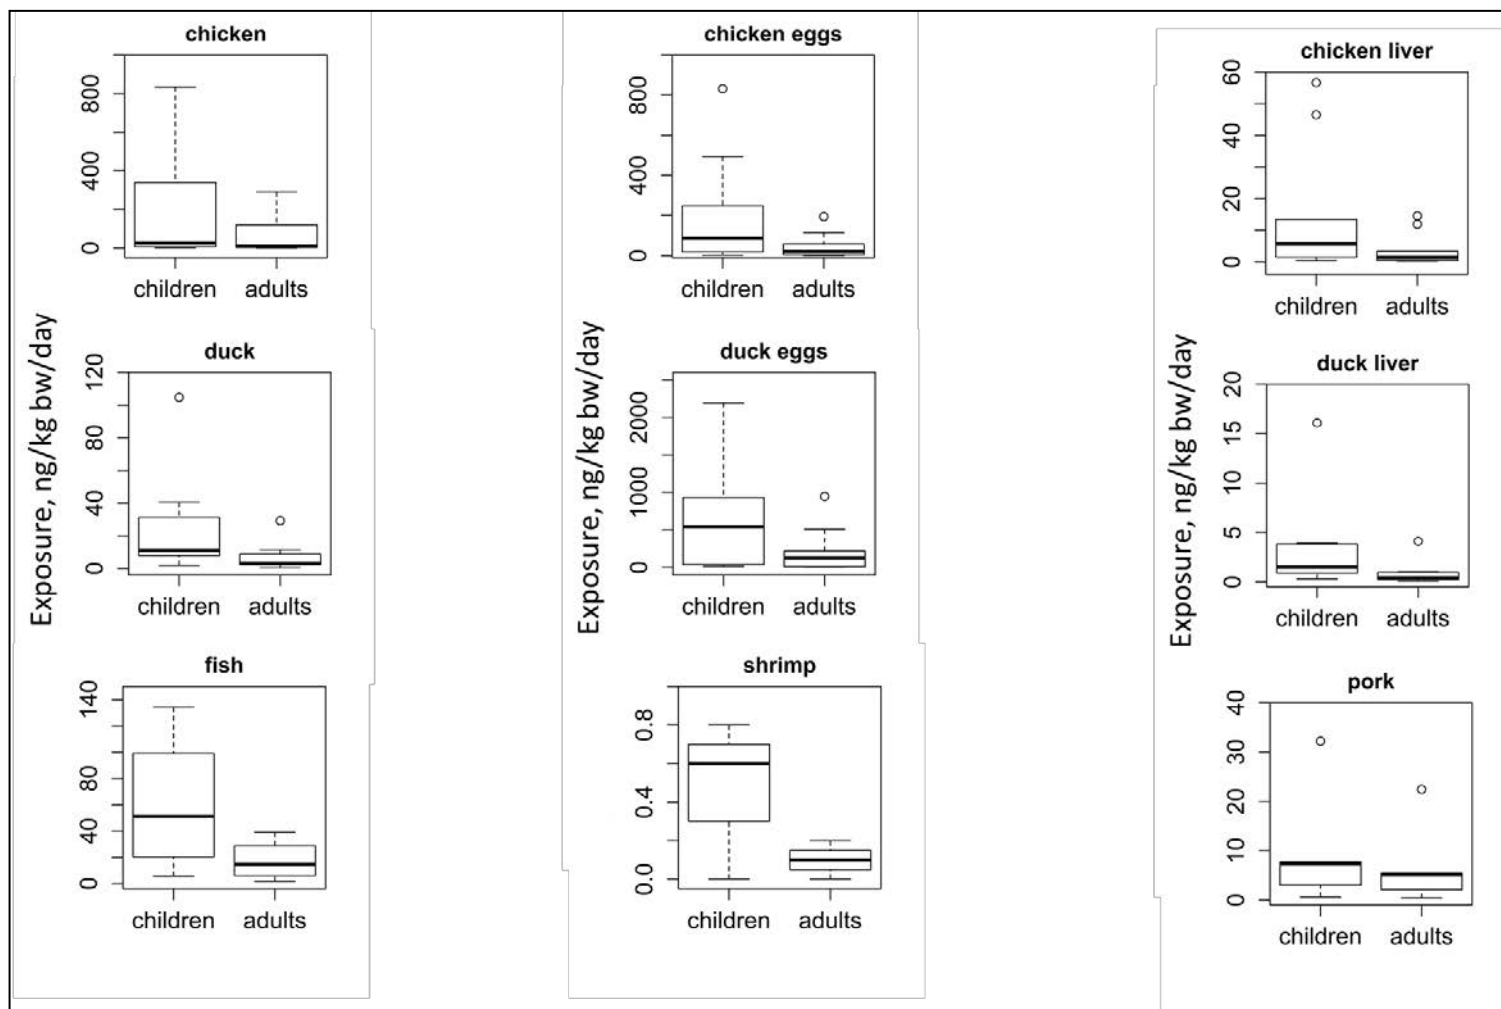 chicken
800
400
0
children adults
chicken eggs
800
400
0
children adults
chicken liver
60
40
20
0
children adults
Exposure, ng/kg bw/day
duck
120
80
40
0
children adults
Exposure, ng/kg bw/day
duck eggs
2000
1000
0
children adults
Exposure, ng/kg bw/day
duck liver
20
15
10
5
0
children adults
fish
140
80
40
0
children adults
shrimp
0.8
0.4
0.0
children adults
pork
40
30
20
10
0
children adults